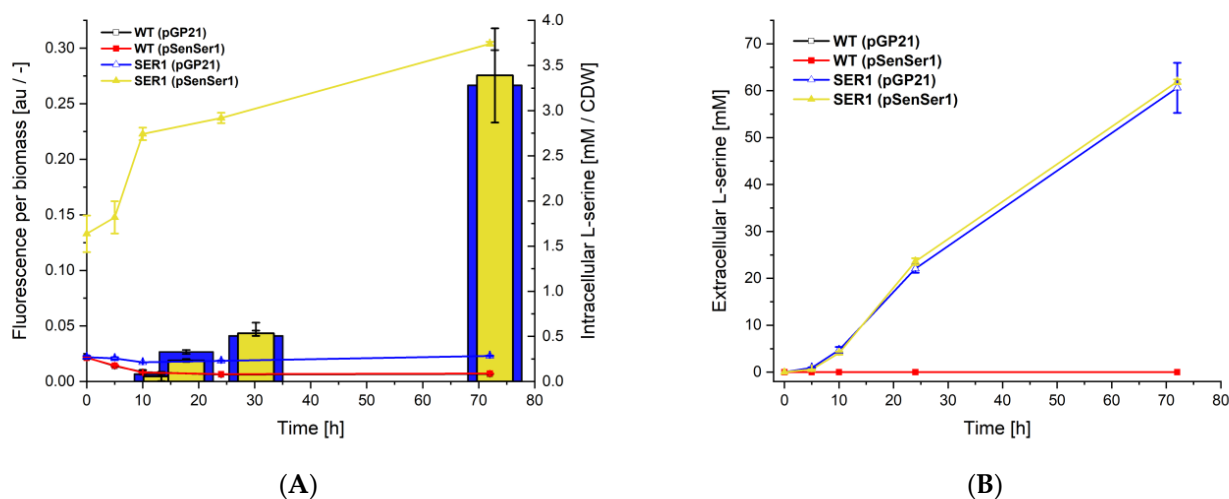 WT (pGP21)
WT (pSenSer1)
SER1 (pGP21)
SER1 (pSenSer1)
Fluorescence per biomass [au / -]
0.30
0.25
0.20
0.15
0.10
0.05
0.00
4.0
3.5
3.0
2.5
2.0
1.5
1.0
0.5
0.0
Intracellular L-serine [mM / CDW]
0 10 20 30 40 50 60 70 80
Time [h]
(A)
WT (pGP21)
WT (pSenSer1)
SER1 (pGP21)
SER1 (pSenSer1)
Extracellular L-serine [mM]
70
60
50
40
30
20
10
0
0 10 20 30 40 50 60 70 80
Time [h]
(B)